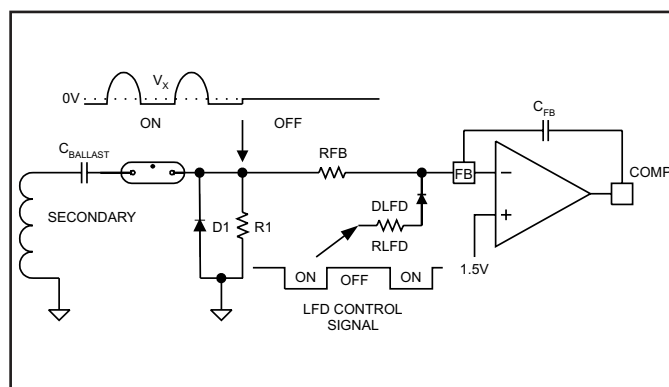 0V
V_X
ON
OFF
C_BALLAST
SECONDARY
D1
R1
RFB
DLFD
RLFD
ON
OFF
ON
LFD CONTROL
SIGNAL
C_FB
FB
−
+
1.5V
COMP